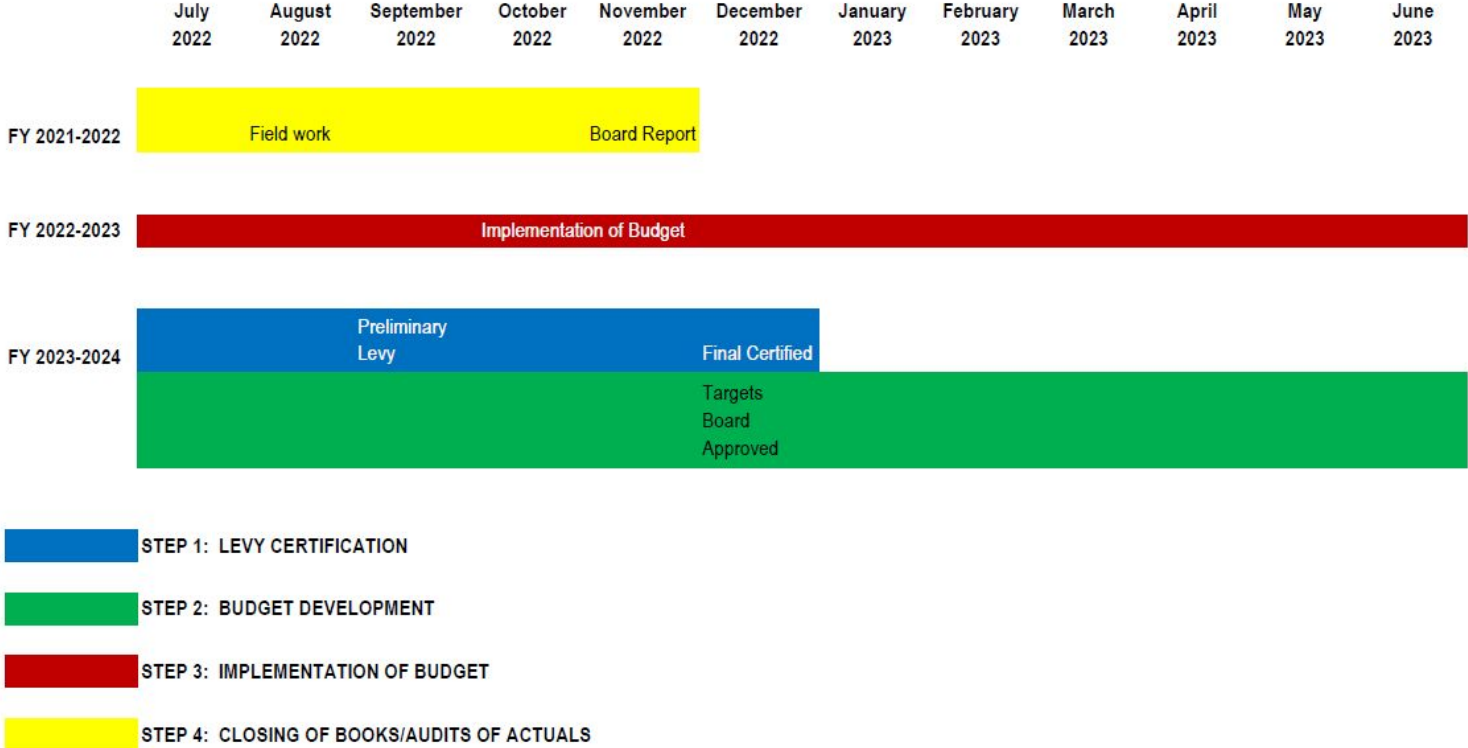 July August September October November December January February March April May June
2022 2022 2022 2022 2022 2022 2023 2023 2023 2023 2023 2023
FY 2021-2022 Field work Board Report
FY 2022-2023 Implementation of Budget
Preliminary
FY 2023-2024 Levy Final Certified
Targets
Board
Approved
STEP 1: LEVY CERTIFICATION
STEP 2: BUDGET DEVELOPMENT
STEP 3: IMPLEMENTATION OF BUDGET
STEP 4: CLOSING OF BOOKS/AUDITS OF ACTUALS